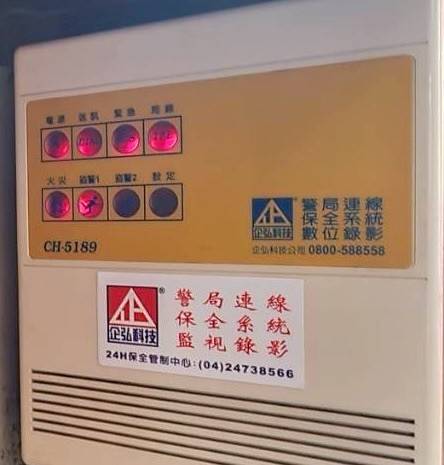 電源 送訊 緊急 剪線
火災 盜警1 盜警2 設定
CH-5189
企弘科技
警局連線
保全系統
數位錄影
企弘科技公司 0800-588558
企弘科技®
警局連線
保全系統
監視錄影
24H保全管制中心:(04)24738566